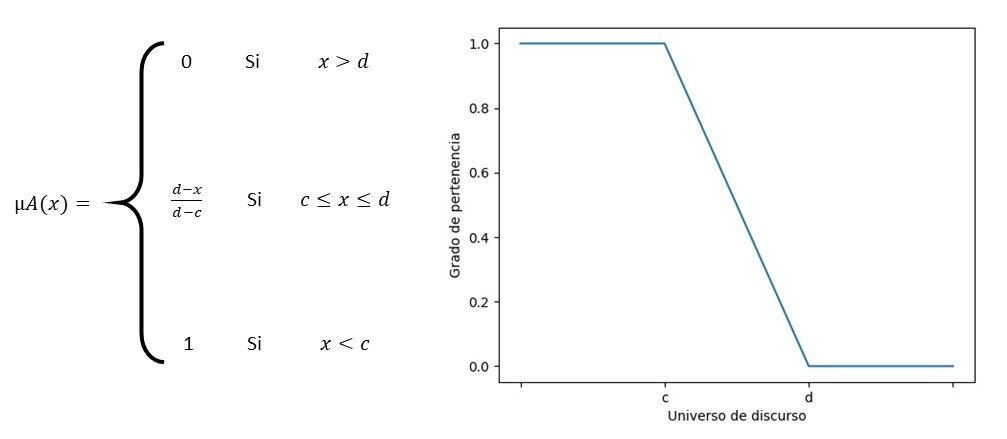 0 Si x > d
μA(x) = d−x/d−c Si c ≤ x ≤ d
1 Si x < c
Grado de pertenencia
1.0
0.8
0.6
0.4
0.2
0.0
c d
Universo de discurso